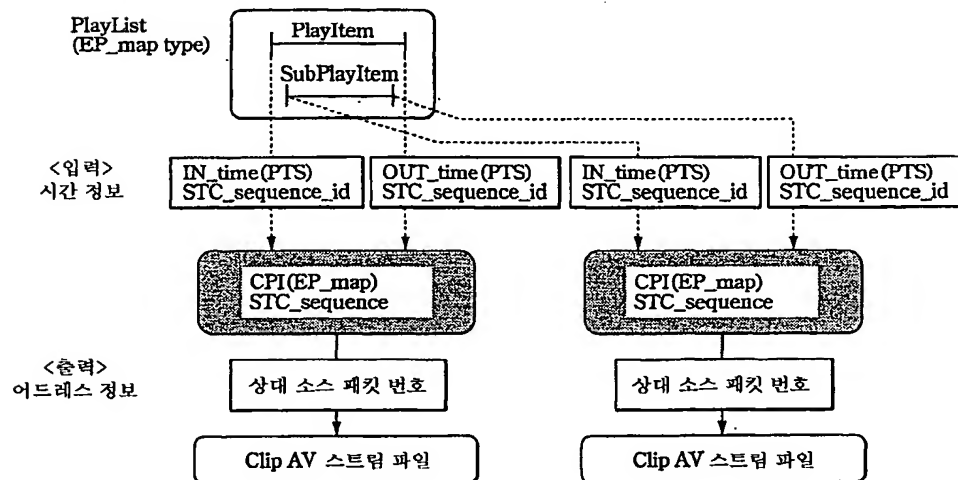 PlayList
(EP_map type)
PlayItem
SubPlayItem
<입력>
시간 정보
IN_time(PTS)
STC_sequence_id
OUT_time(PTS)
STC_sequence_id
IN_time(PTS)
STC_sequence_id
OUT_time(PTS)
STC_sequence_id
CPI(EP_map)
STC_sequence
CPI(EP_map)
STC_sequence
<출력>
어드레스 정보
상대 소스 패킷 번호
상대 소스 패킷 번호
Clip AV 스트림 파일
Clip AV 스트림 파일